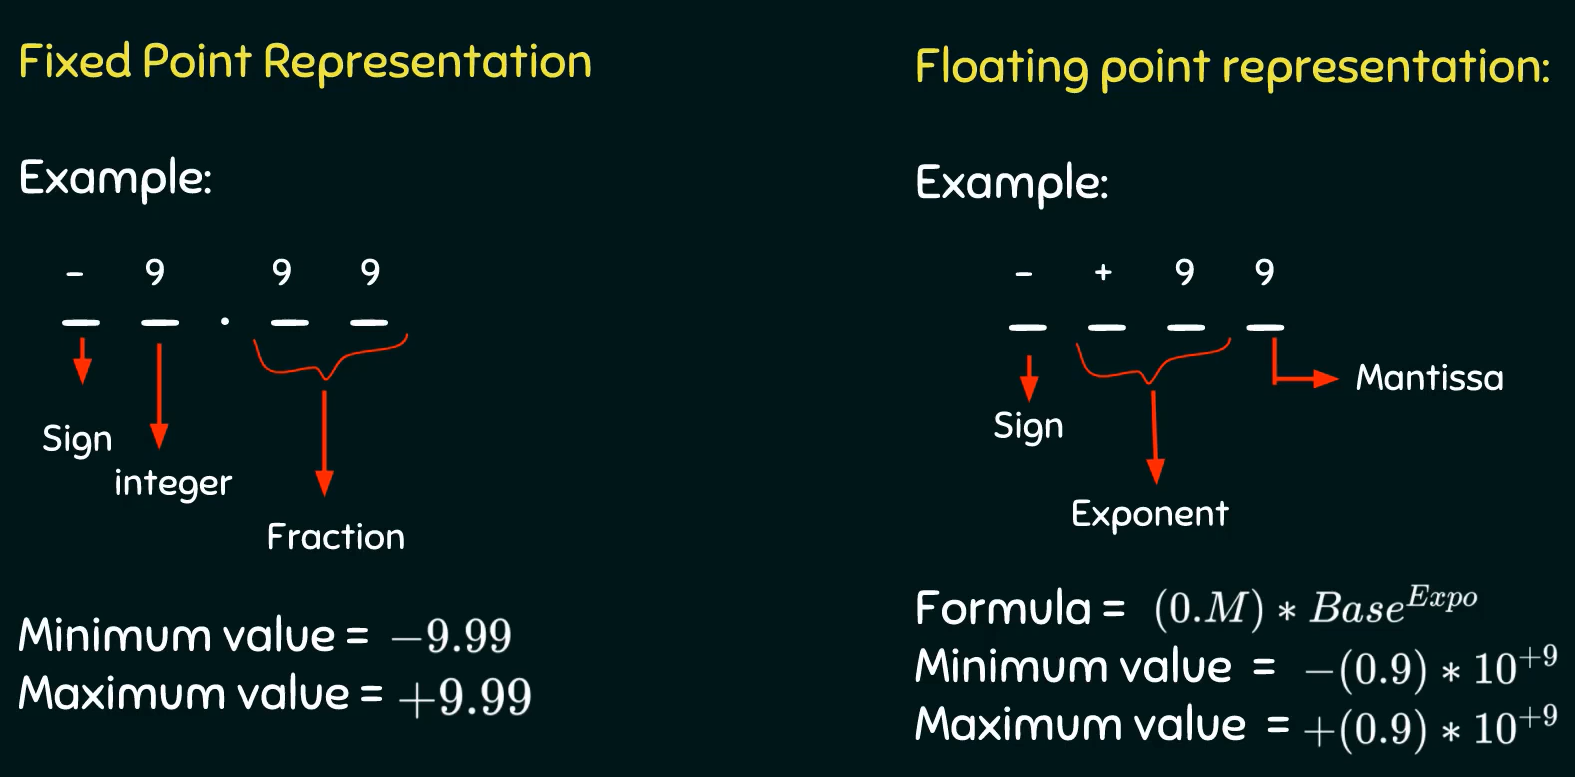 Fixed Point Representation
Example:
- 9 . 9 9
Sign
integer
Fraction
Minimum value = −9.99
Maximum value = +9.99
Floating point representation:
Example:
- + 9 9
Mantissa
Sign
Exponent
Formula = (0.M) * Base^Expo
Minimum value = −(0.9) * 10^+9
Maximum value = +(0.9) * 10^+9